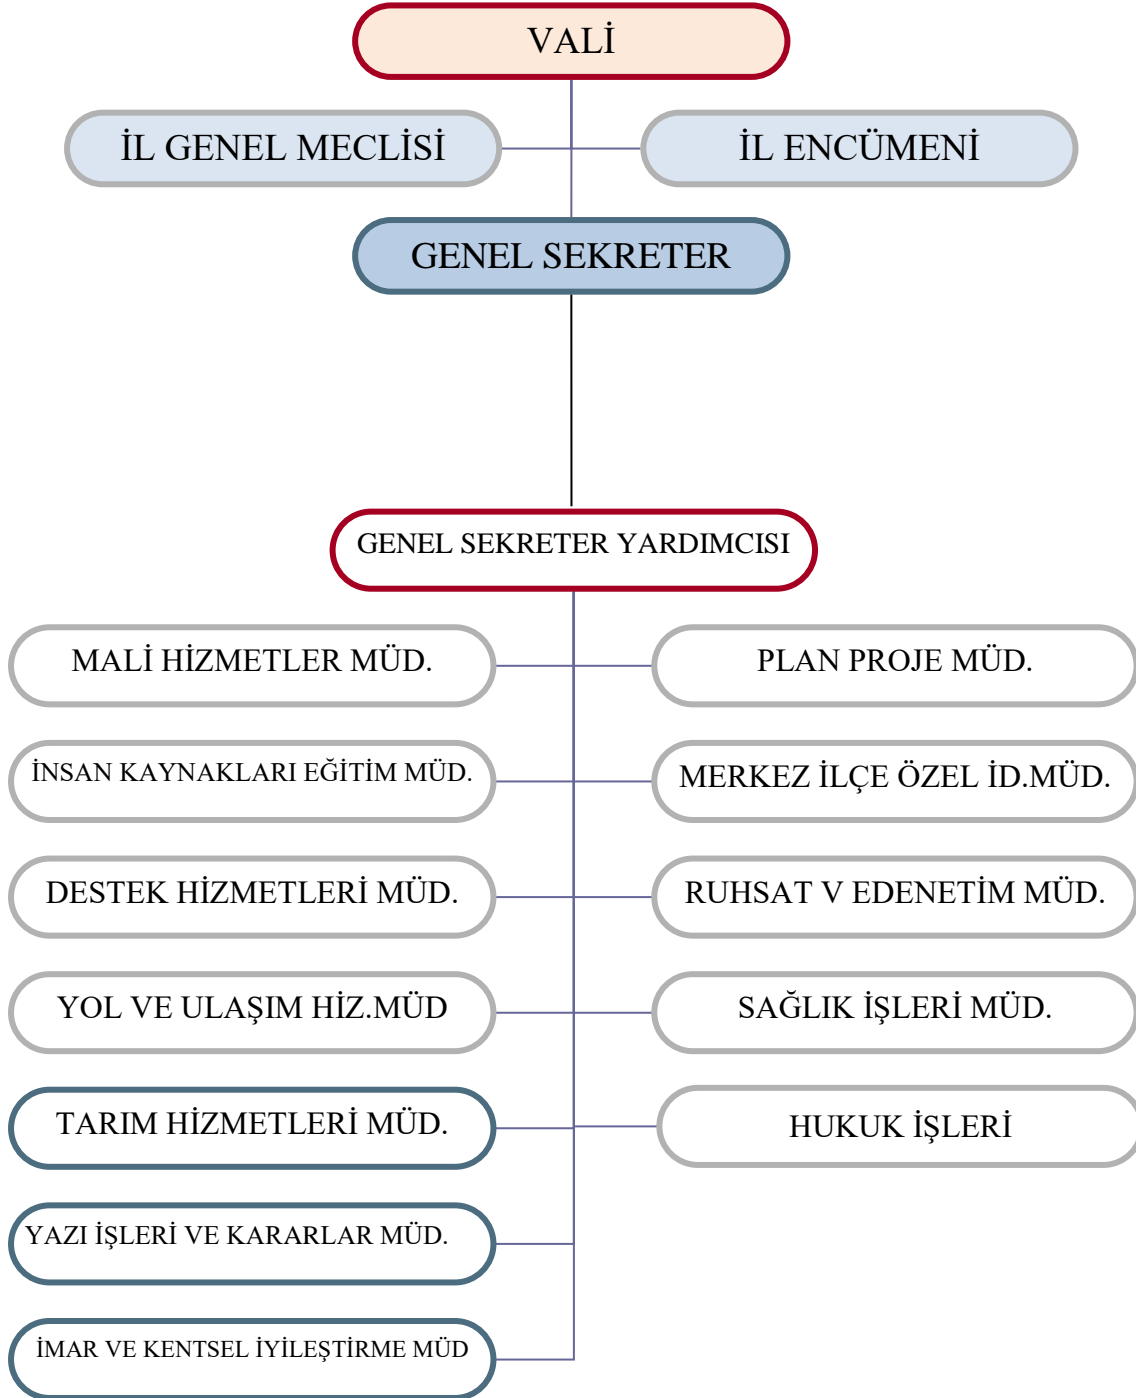 VALİ
İL GENEL MECLİSİ
İL ENCÜMENİ
GENEL SEKRETER
GENEL SEKRETER YARDIMCISI
MALİ HİZMETLER MÜD.
PLAN PROJE MÜD.
İNSAN KAYNAKLARI EĞİTİM MÜD.
MERKEZ İLÇE ÖZEL İD.MÜD.
DESTEK HİZMETLERİ MÜD.
RUHSAT V EDENETİM MÜD.
YOL VE ULAŞIM HİZ.MÜD
SAĞLIK İŞLERİ MÜD.
TARIM HİZMETLERİ MÜD.
HUKUK İŞLERİ
YAZI İŞLERİ VE KARARLAR MÜD.
İMAR VE KENTSEL İYİLEŞTİRME MÜD